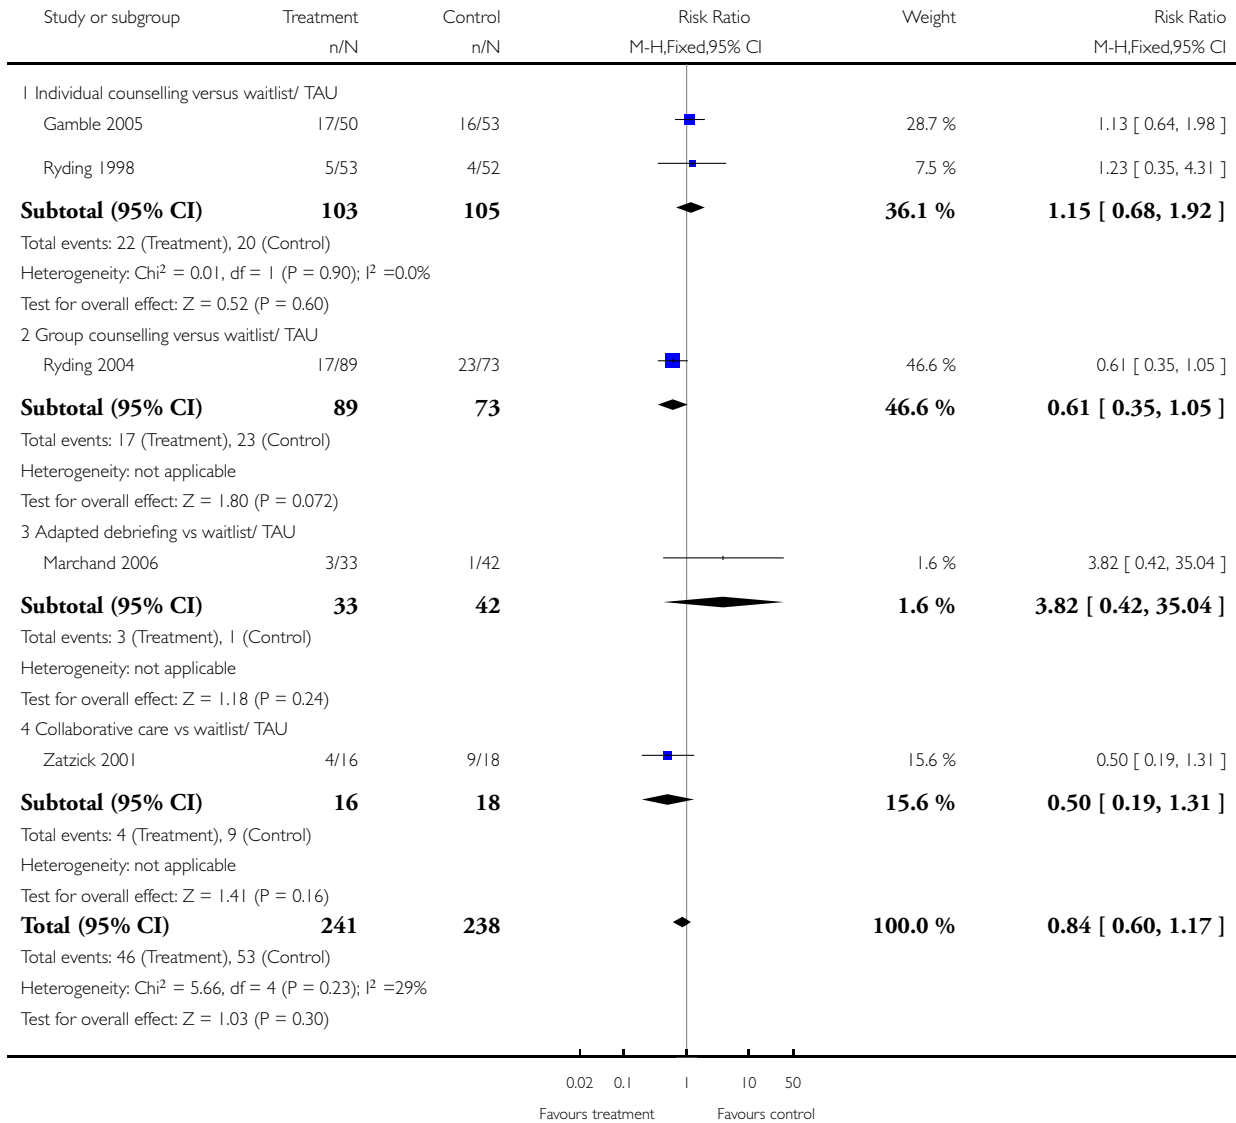 Study or subgroup Treatment Control Risk Ratio Weight Risk Ratio
n/N n/N M-H,Fixed,95% CI M-H,Fixed,95% CI
1 Individual counselling versus waitlist/ TAU
Gamble 2005 17/50 16/53 28.7 % 1.13 [ 0.64, 1.98 ]
Ryding 1998 5/53 4/52 7.5 % 1.23 [ 0.35, 4.31 ]
Subtotal (95% CI) 103 105 36.1 % 1.15 [ 0.68, 1.92 ]
Total events: 22 (Treatment), 20 (Control)
Heterogeneity: Chi² = 0.01, df = 1 (P = 0.90); I² =0.0%
Test for overall effect: Z = 0.52 (P = 0.60)
2 Group counselling versus waitlist/ TAU
Ryding 2004 17/89 23/73 46.6 % 0.61 [ 0.35, 1.05 ]
Subtotal (95% CI) 89 73 46.6 % 0.61 [ 0.35, 1.05 ]
Total events: 17 (Treatment), 23 (Control)
Heterogeneity: not applicable
Test for overall effect: Z = 1.80 (P = 0.072)
3 Adapted debriefing vs waitlist/ TAU
Marchand 2006 3/33 1/42 1.6 % 3.82 [ 0.42, 35.04 ]
Subtotal (95% CI) 33 42 1.6 % 3.82 [ 0.42, 35.04 ]
Total events: 3 (Treatment), 1 (Control)
Heterogeneity: not applicable
Test for overall effect: Z = 1.18 (P = 0.24)
4 Collaborative care vs waitlist/ TAU
Zatzick 2001 4/16 9/18 15.6 % 0.50 [ 0.19, 1.31 ]
Subtotal (95% CI) 16 18 15.6 % 0.50 [ 0.19, 1.31 ]
Total events: 4 (Treatment), 9 (Control)
Heterogeneity: not applicable
Test for overall effect: Z = 1.41 (P = 0.16)
Total (95% CI) 241 238 100.0 % 0.84 [ 0.60, 1.17 ]
Total events: 46 (Treatment), 53 (Control)
Heterogeneity: Chi² = 5.66, df = 4 (P = 0.23); I² =29%
Test for overall effect: Z = 1.03 (P = 0.30)
0.02 0.1 1 10 50
Favours treatment Favours control